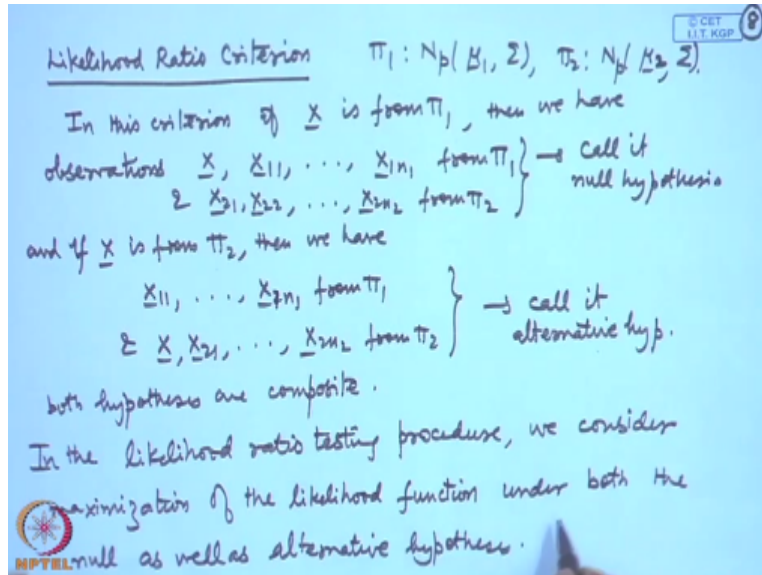 © CET
I.I.T. KGP
8
Likelihood Ratio Criterion π₁ : Nₚ(μ₁, Σ), π₂ : Nₚ(μ₂, Σ).
In this criterion if X is from π₁, then we have
observations X, X₁₁, ..., X₁ₙ₁ from π₁ } → call it
& X₂₁, X₂₂, ..., X₂ₙ₂ from π₂ } null hypothesis
and if X is from π₂, then we have
X₁₁, ..., X₁ₙ₁ from π₁ } → call it
& X, X₂₁, ..., X₂ₙ₂ from π₂ } alternative hyp.
both hypotheses are composite.
In the likelihood ratio testing procedure, we consider
maximization of the likelihood function under both the
null as well as alternative hypotheses.
NPTEL